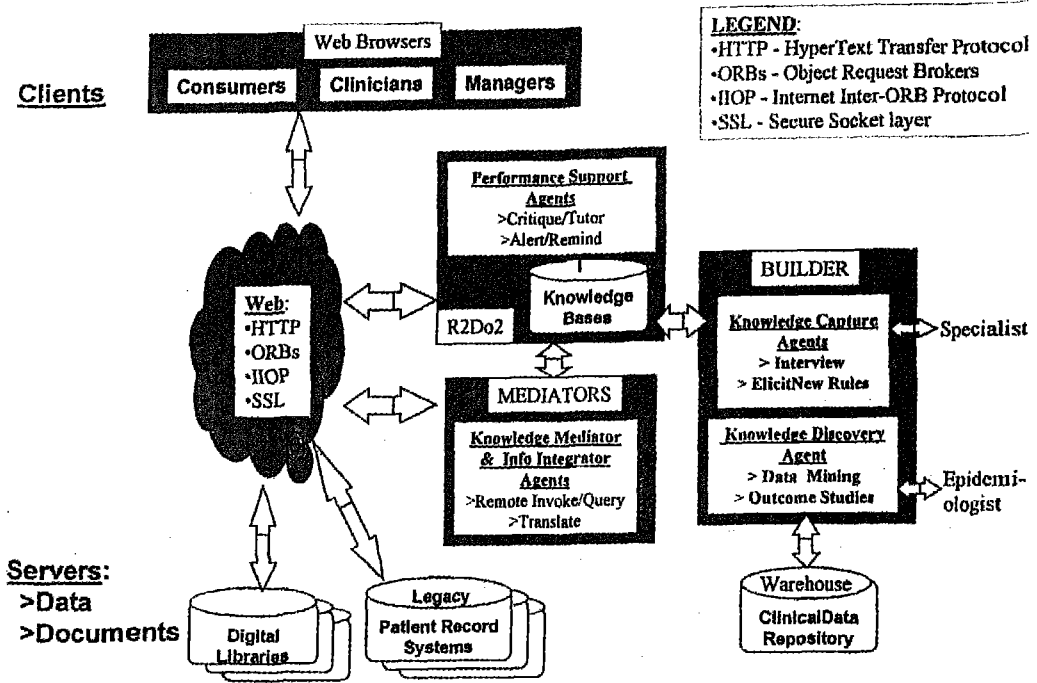 LEGEND:
•HTTP - HyperText Transfer Protocol
•ORBs - Object Request Brokers
•IIOP - Internet Inter-ORB Protocol
•SSL - Secure Socket layer
Clients
Web Browsers
Consumers
Clinicians
Managers
Performance Support
Agents
>Critique/Tutor
>Alert/Remind
Knowledge
Bases
R2Do2
Web:
•HTTP
•ORBs
•IIOP
•SSL
MEDIATORS
Knowledge Mediator
& Info Integrator
Agents
>Remote Invoke/Query
>Translate
BUILDER
Knowledge Capture
Agents
> Interview
> ElicitNew Rules
Knowledge Discovery
Agent
> Data Mining
> Outcome Studies
Specialist
Epidemi-
ologist
Servers:
>Data
>Documents
Digital
Libraries
Legacy
Patient Record
Systems
Warehouse
ClinicalData
Repository